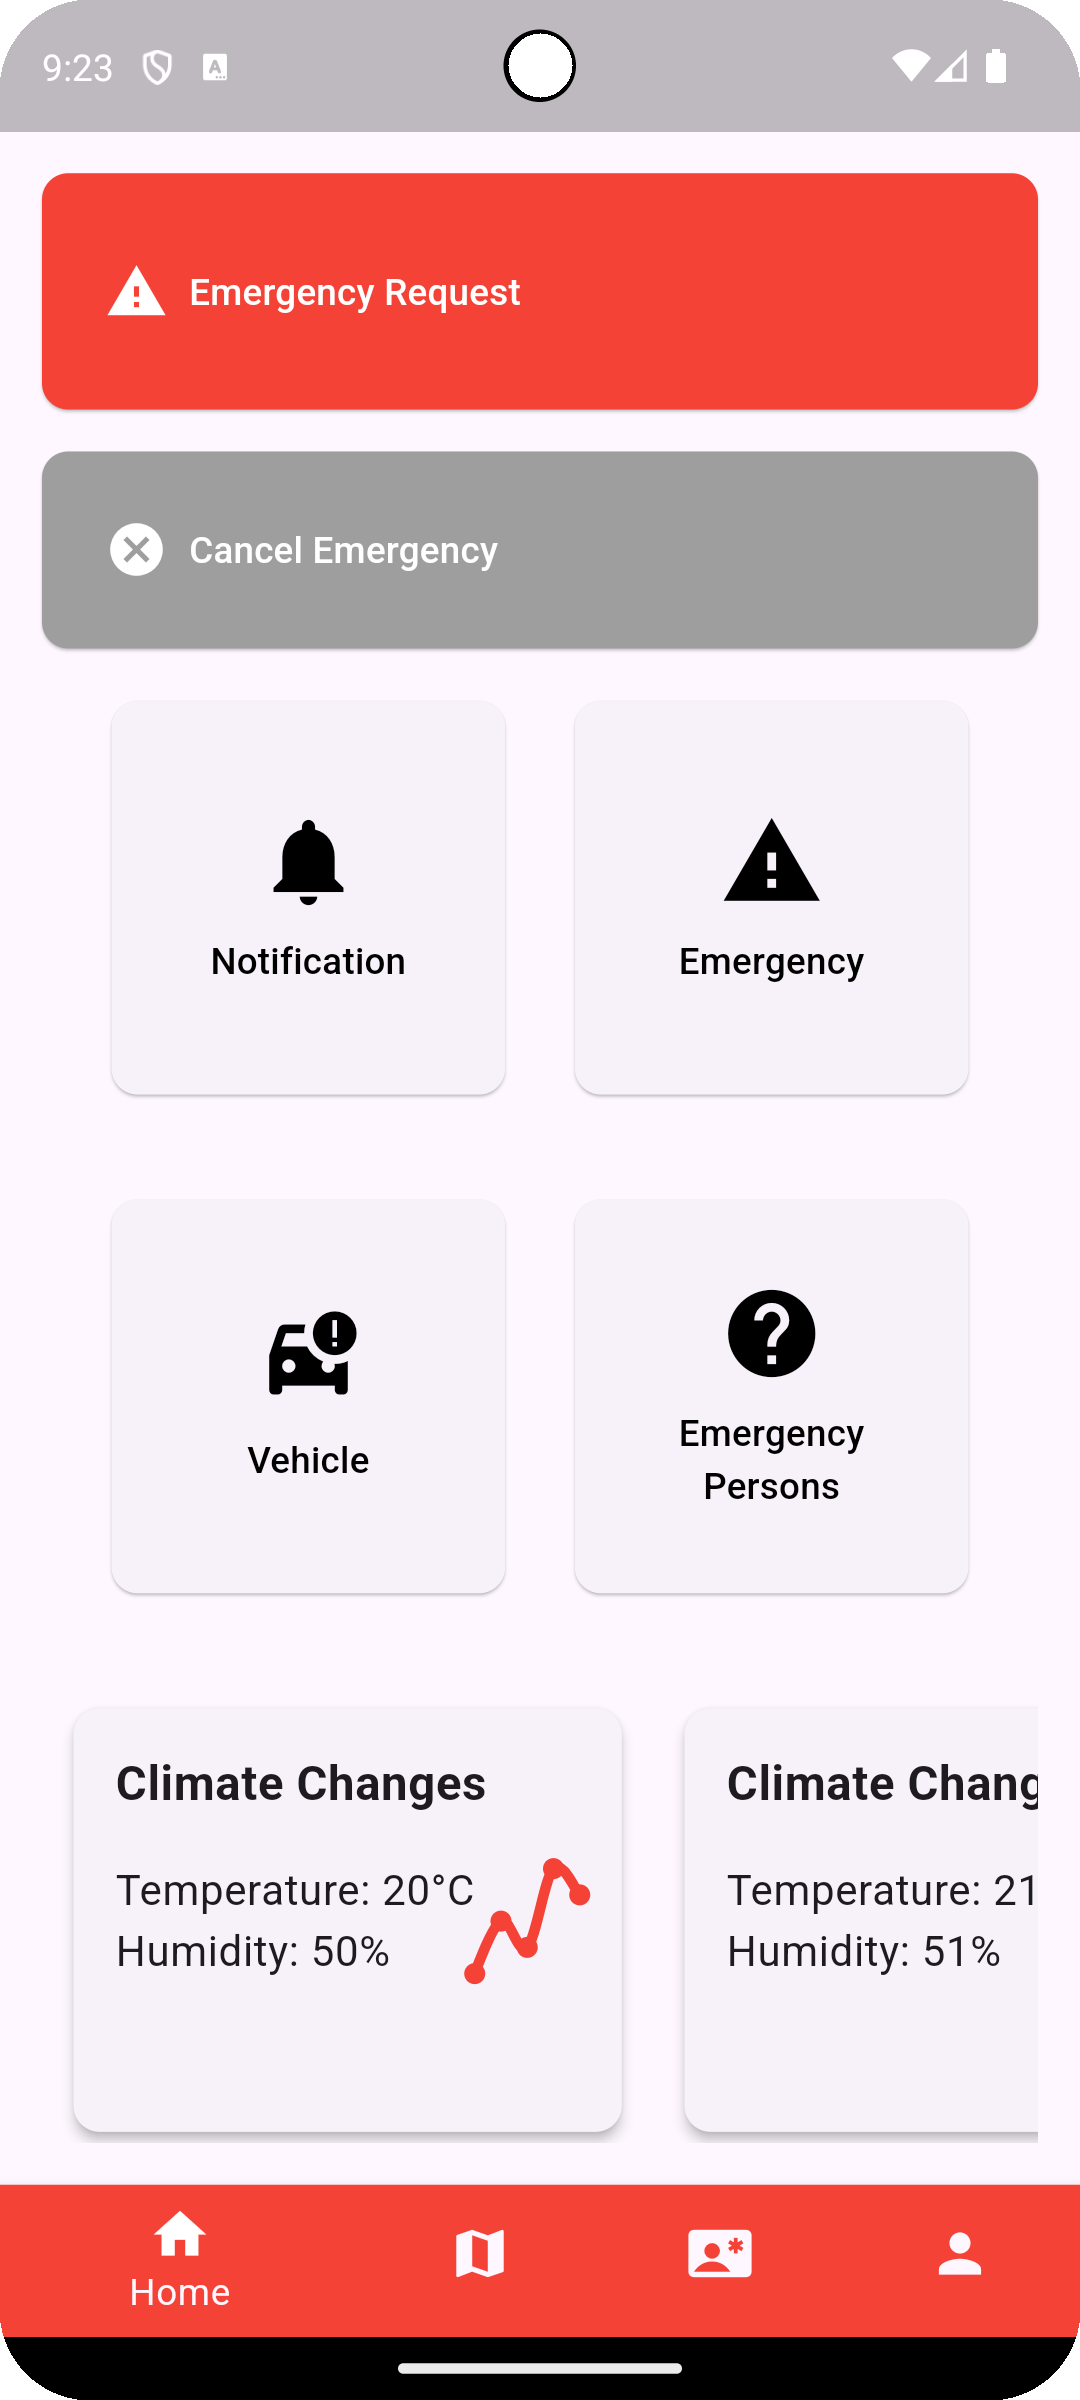 9:23
Emergency Request
Cancel Emergency
Notification
Emergency
Vehicle
Emergency
Persons
Climate Changes
Temperature: 20°C
Humidity: 50%
Climate Chang
Temperature: 21
Humidity: 51%
Home